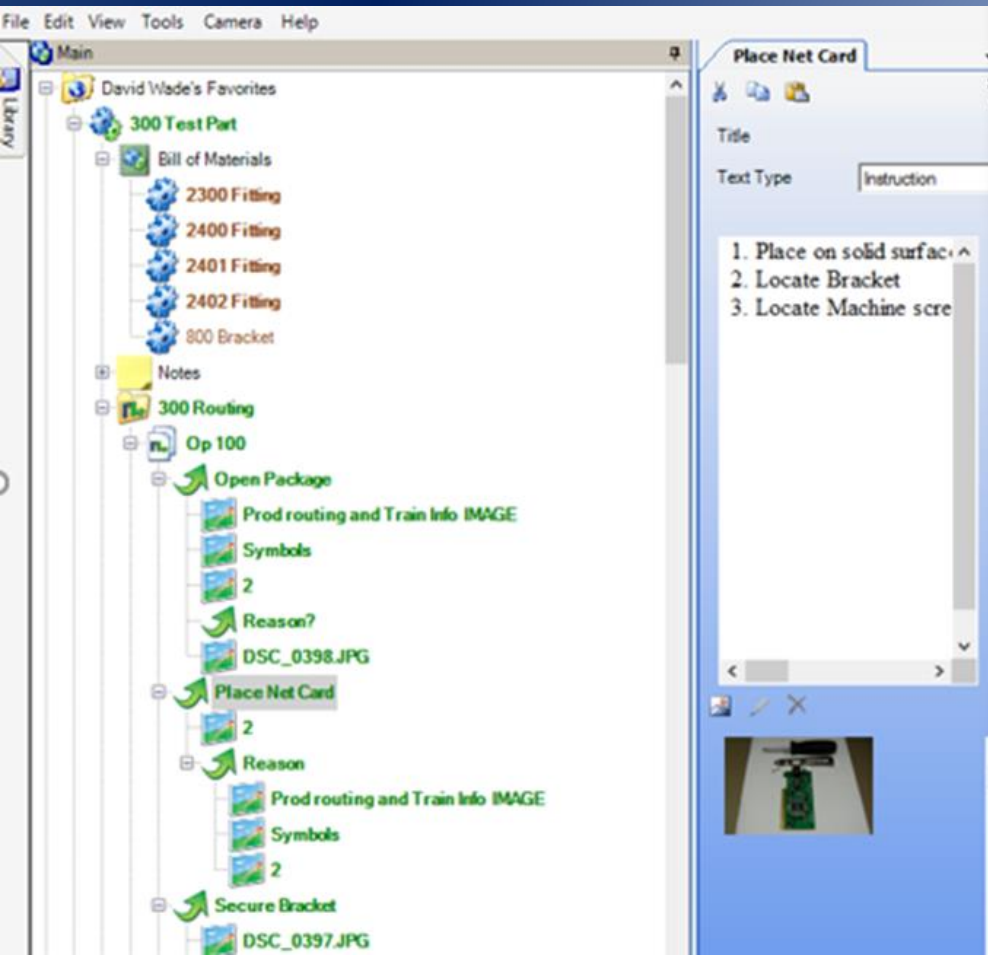 File Edit View Tools Camera Help
Library
Main
David Wade's Favorites
300 Test Part
Bill of Materials
2300 Fitting
2400 Fitting
2401 Fitting
2402 Fitting
800 Bracket
Notes
300 Routing
Op 100
Open Package
Prod routing and Train Info IMAGE
Symbols
2
Reason?
DSC_0398.JPG
Place Net Card
2
Reason
Prod routing and Train Info IMAGE
Symbols
2
Secure Bracket
DSC_0397.JPG
Place Net Card
Title
Text Type Instruction
1. Place on solid surfac
2. Locate Bracket
3. Locate Machine scre